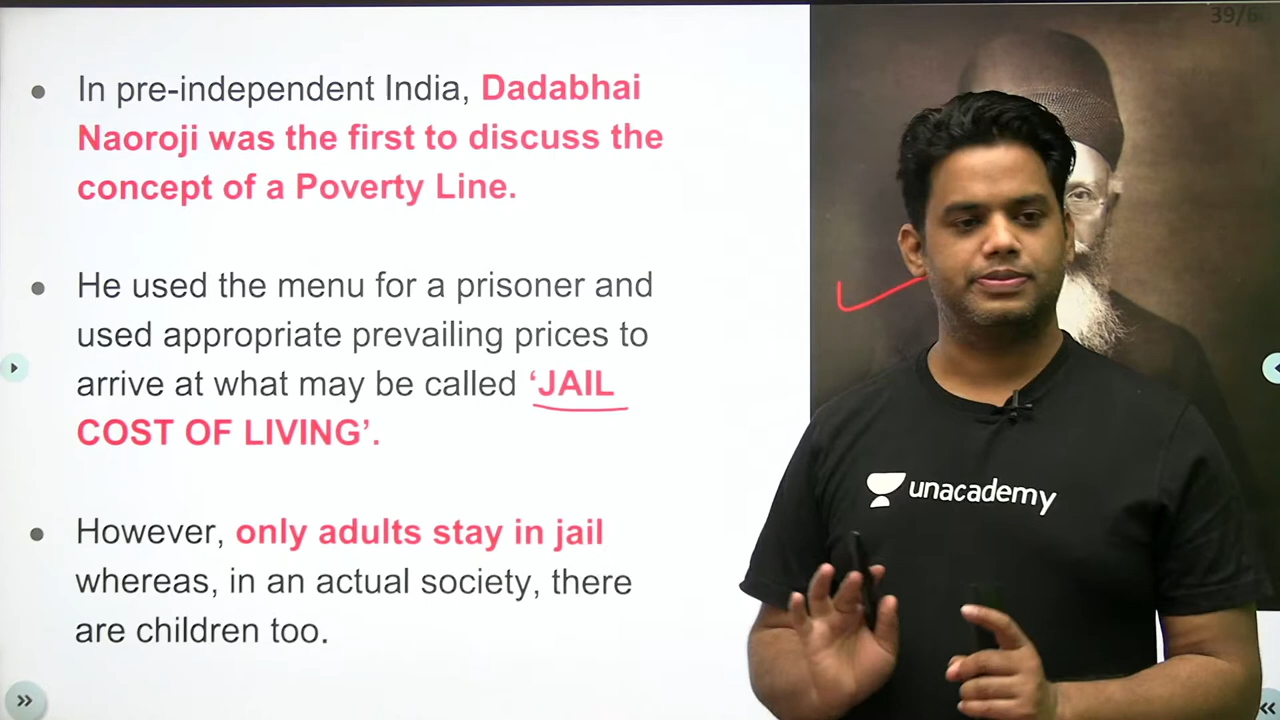 39/6
In pre-independent India, Dadabhai
Naoroji was the first to discuss the
concept of a Poverty Line.
He used the menu for a prisoner and
used appropriate prevailing prices to
arrive at what may be called ‘JAIL
COST OF LIVING’.
However, only adults stay in jail
whereas, in an actual society, there
are children too.
unacademy